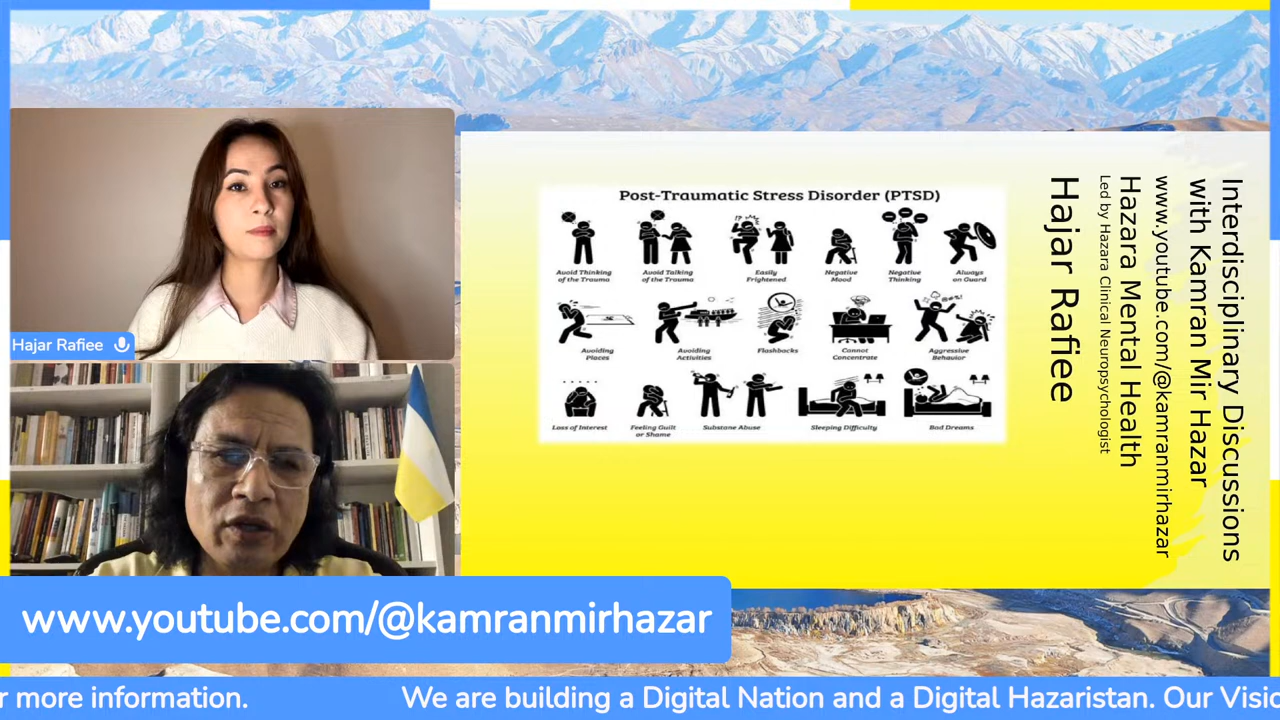 Hajar Rafiee
www.youtube.com/@kamranmirhazar
r more information.
We are building a Digital Nation and a Digital Hazaristan. Our Visio
Post-Traumatic Stress Disorder (PTSD)
Avoid Thinking
of the Trauma
Avoid Talking
of the Trauma
Easily
Frightened
Negative
Mood
Negative
Thinking
Always
on Guard
Avoiding
Places
Avoiding
Activities
Flashbacks
Cannot
Concentrate
Aggressive
Behavior
Loss of Interest
Feeling Guilt
or Shame
Substane Abuse
Sleeping Difficulty
Bad Dreams
Interdisciplinary Discussions
with Kamran Mir Hazar
www.youtube.com/@kamranmirhazar
Hazara Mental Health
Led by Hazara Clinical Neuropsychologist
Hajar Rafiee